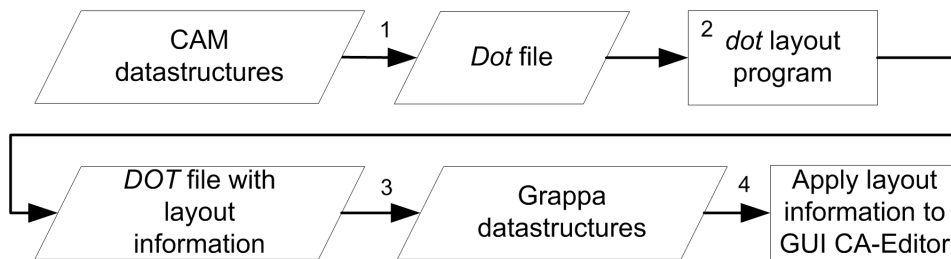 CAM
datastructures
1
Dot file
2
dot layout
program
DOT file with
layout
information
3
Grappa
datastructures
4
Apply layout
information to
GUI CA-Editor